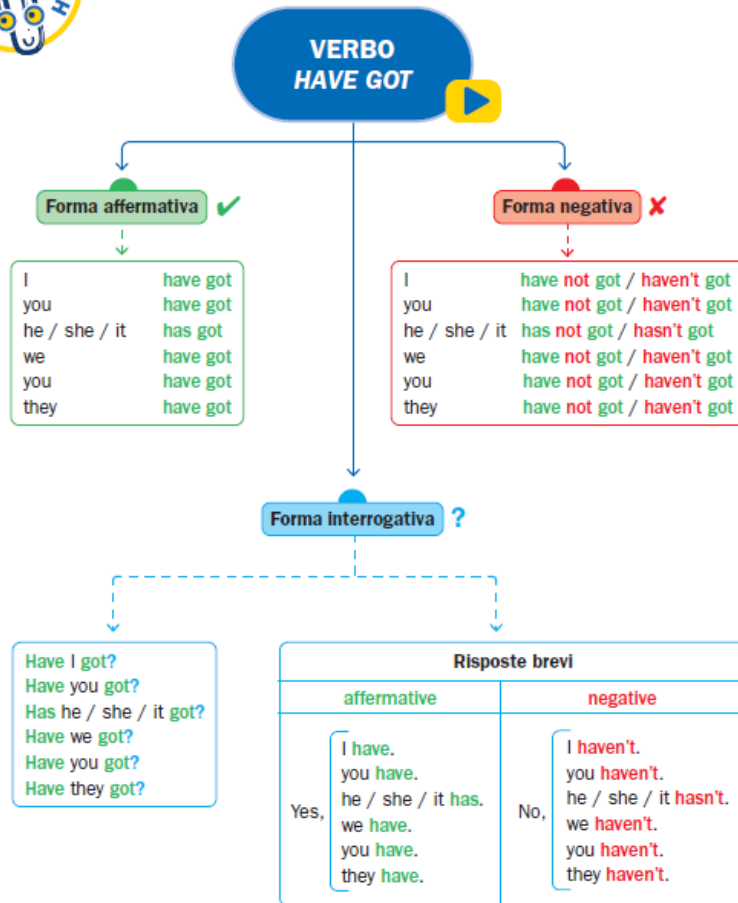 H
VERBO
HAVE GOT
Forma affermativa ✔
Forma negativa ✘
I have got
you have got
he / she / it has got
we have got
you have got
they have got
I have not got / haven't got
you have not got / haven't got
he / she / it has not got / hasn't got
we have not got / haven't got
you have not got / haven't got
they have not got / haven't got
Forma interrogativa ?
Have I got?
Have you got?
Has he / she / it got?
Have we got?
Have you got?
Have they got?
Risposte brevi
affermative
negative
Yes,
I have.
you have.
he / she / it has.
we have.
you have.
they have.
No,
I haven't.
you haven't.
he / she / it hasn't.
we haven't.
you haven't.
they haven't.